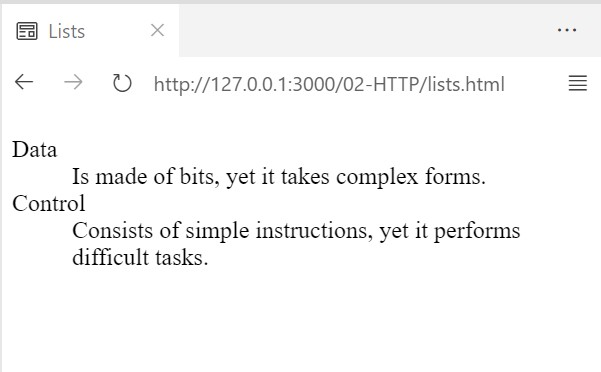 Lists
http://127.0.0.1:3000/02-HTTP/lists.html
Data
Is made of bits, yet it takes complex forms.
Control
Consists of simple instructions, yet it performs
difficult tasks.